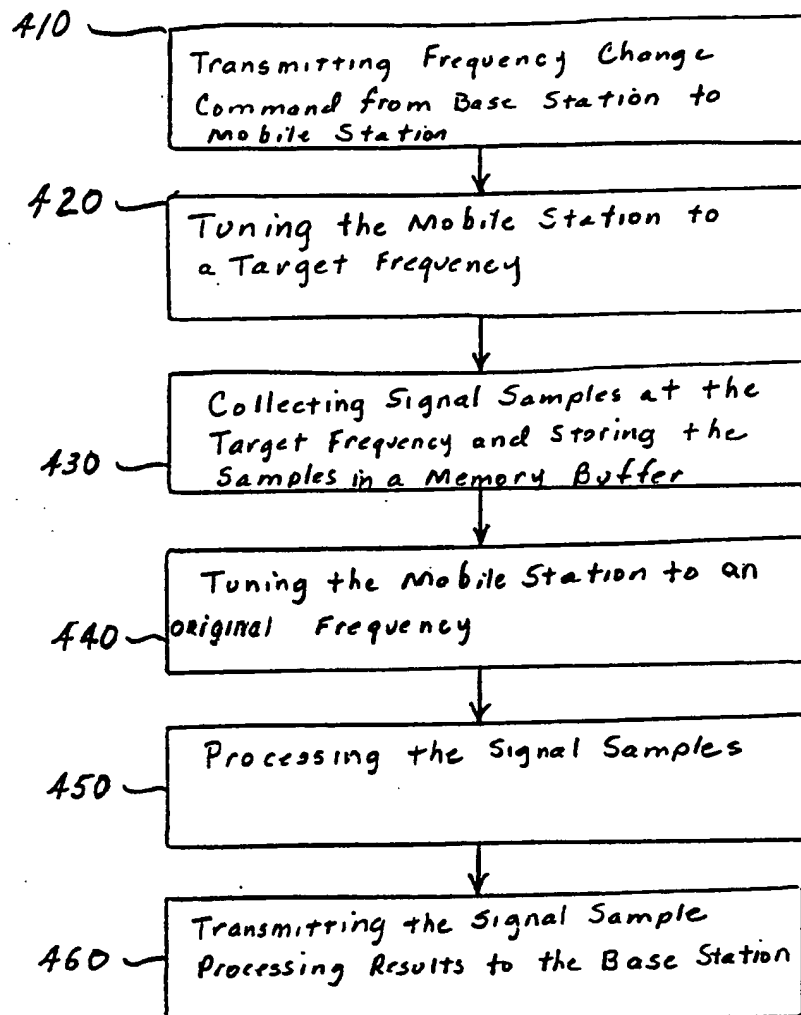 410
Transmitting Frequency Change
Command from Base Station to
Mobile Station
420
Tuning the Mobile Station to
a Target Frequency
Collecting Signal Samples at the
Target Frequency and Storing the
430
Samples in a Memory Buffer
Tuning the Mobile Station to an
440
original Frequency
Processing the Signal Samples
450
Transmitting the Signal Sample
460
Processing Results to the Base Station